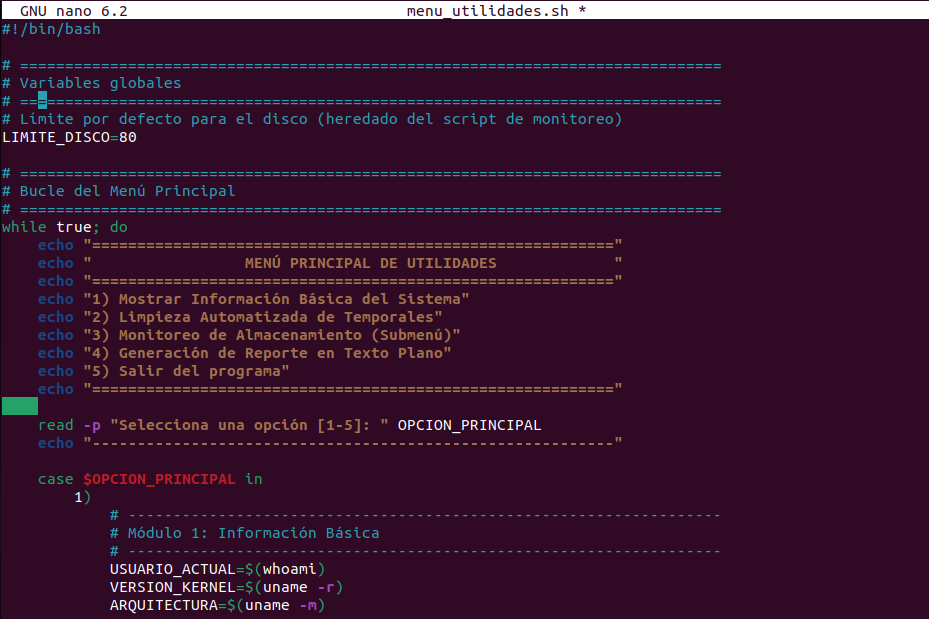 GNU nano 6.2 menu_utilidades.sh *
#!/bin/bash
# ==============================================================================
# Variables globales
# ==============================================================================
# Límite por defecto para el disco (heredado del script de monitoreo)
LIMITE_DISCO=80
# ==============================================================================
# Bucle del Menú Principal
# ==============================================================================
while true; do
    echo "=========================================================="
    echo "                 MENÚ PRINCIPAL DE UTILIDADES             "
    echo "=========================================================="
    echo "1) Mostrar Información Básica del Sistema"
    echo "2) Limpieza Automatizada de Temporales"
    echo "3) Monitoreo de Almacenamiento (Submenú)"
    echo "4) Generación de Reporte en Texto Plano"
    echo "5) Salir del programa"
    echo "=========================================================="
    read -p "Selecciona una opción [1-5]: " OPCION_PRINCIPAL
    echo "----------------------------------------------------------"
    case $OPCION_PRINCIPAL in
        1)
            # ------------------------------------------------------------------
            # Módulo 1: Información Básica
            # ------------------------------------------------------------------
            USUARIO_ACTUAL=$(whoami)
            VERSION_KERNEL=$(uname -r)
            ARQUITECTURA=$(uname -m)